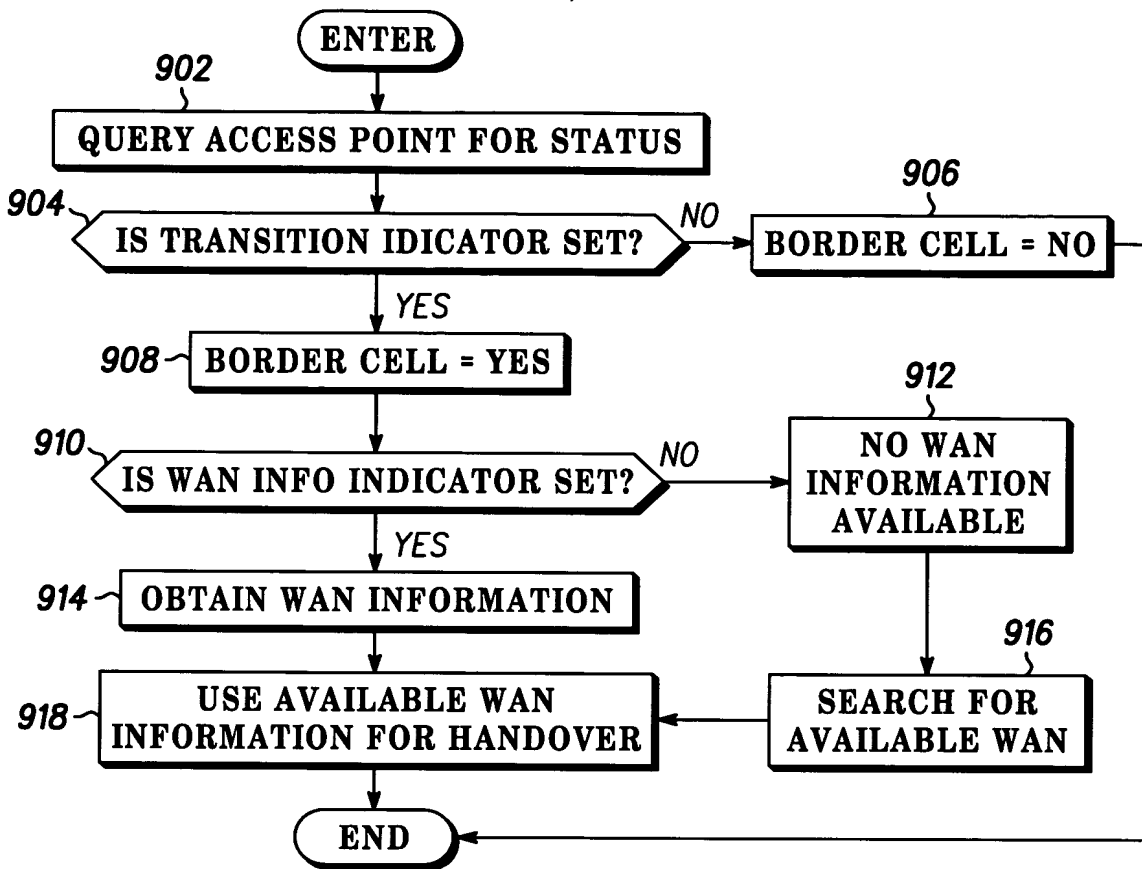 ENTER
902
QUERY ACCESS POINT FOR STATUS
904
IS TRANSITION IDICATOR SET?
NO
906
BORDER CELL = NO
YES
908
BORDER CELL = YES
910
IS WAN INFO INDICATOR SET?
NO
912
NO WAN
INFORMATION
AVAILABLE
YES
914
OBTAIN WAN INFORMATION
916
SEARCH FOR
AVAILABLE WAN
918
USE AVAILABLE WAN
INFORMATION FOR HANDOVER
END